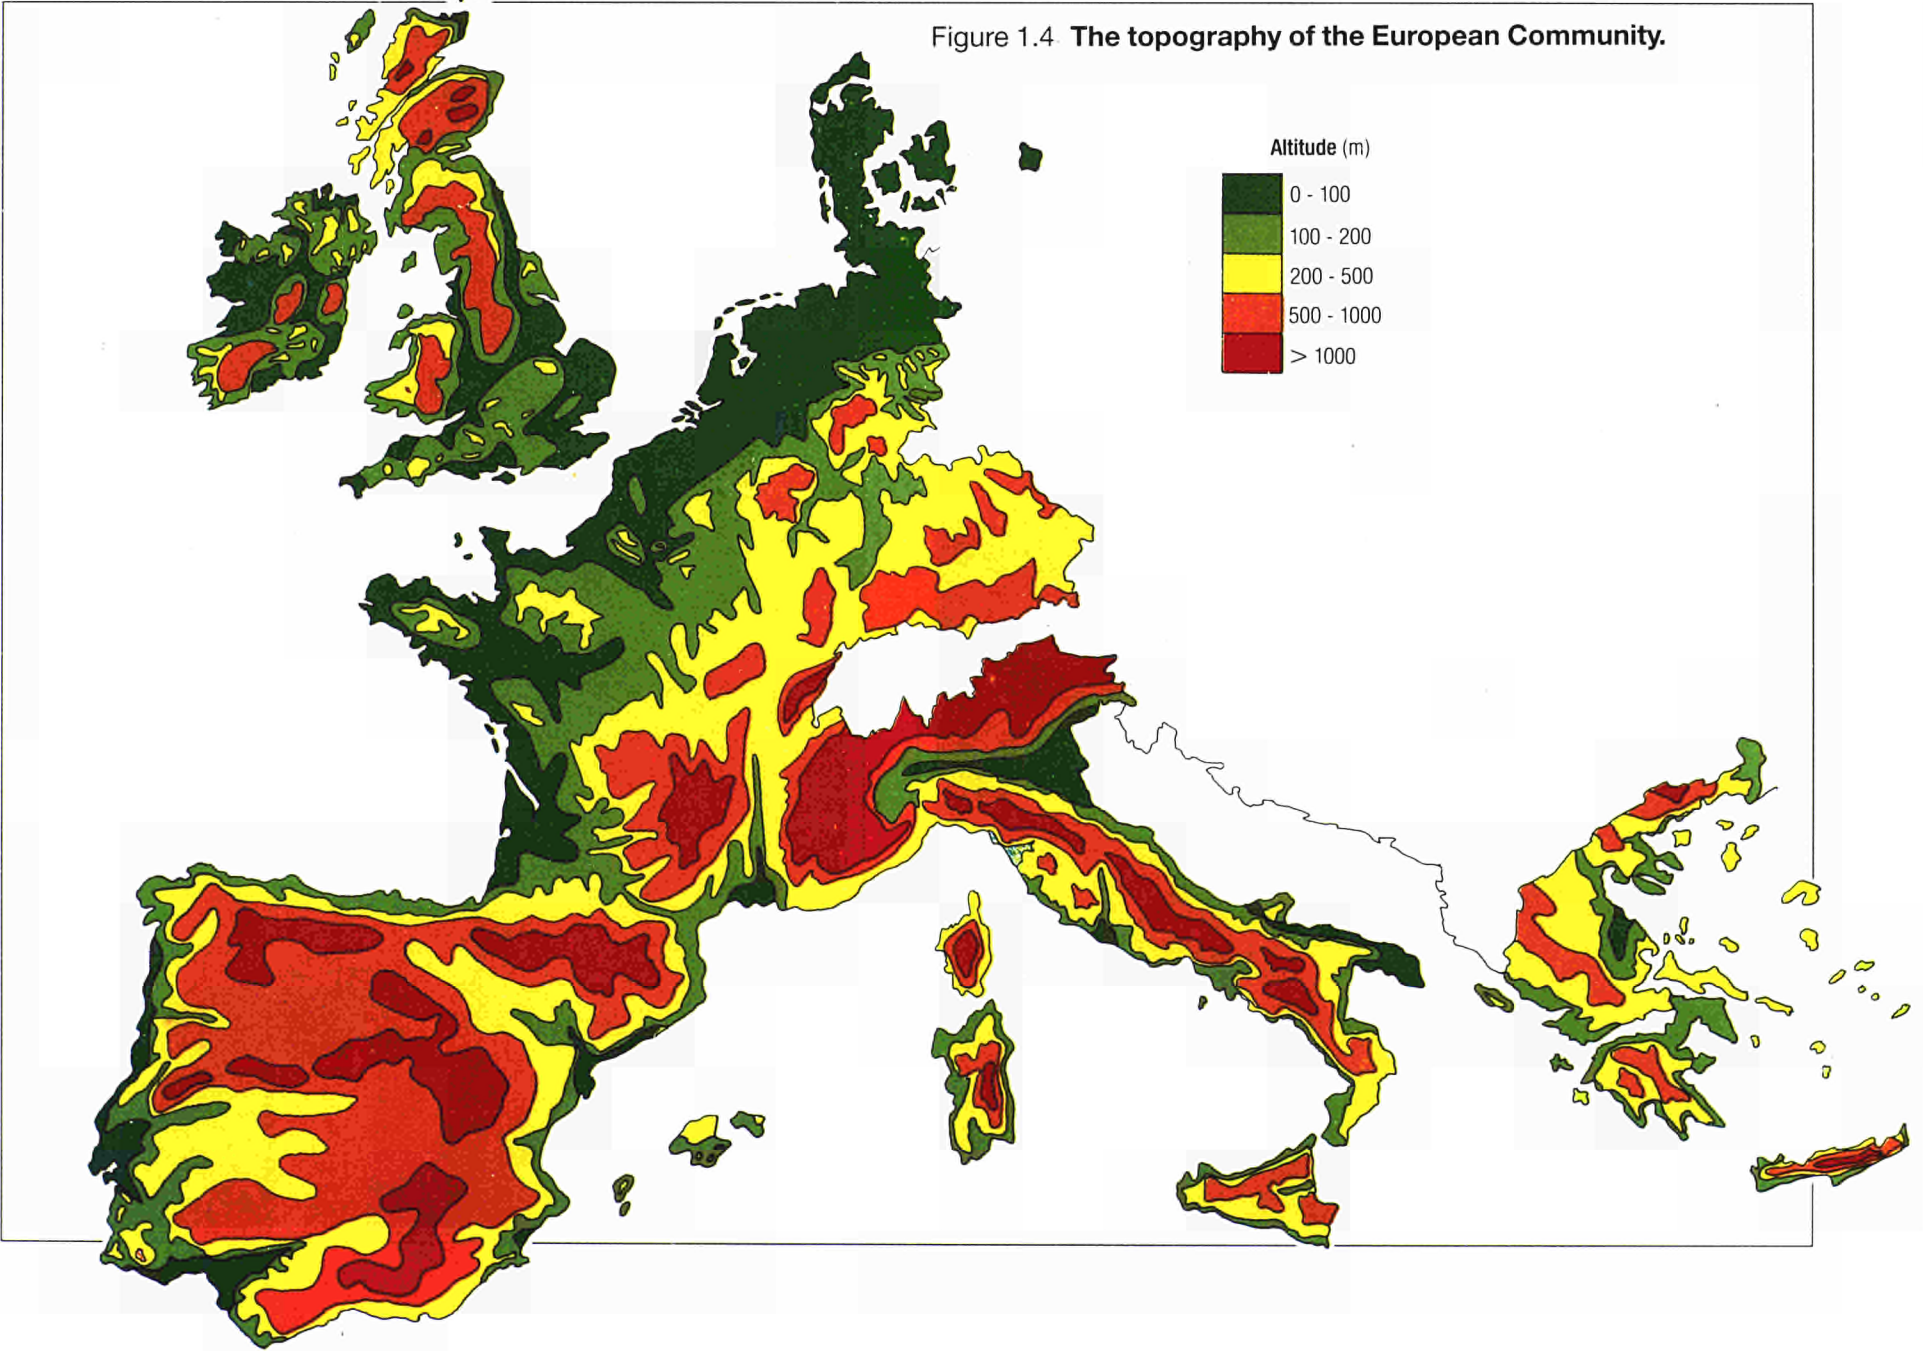 Figure 1.4 The topography of the European Community.
Altitude (m)
0 - 100
100 - 200
200 - 500
500 - 1000
> 1000